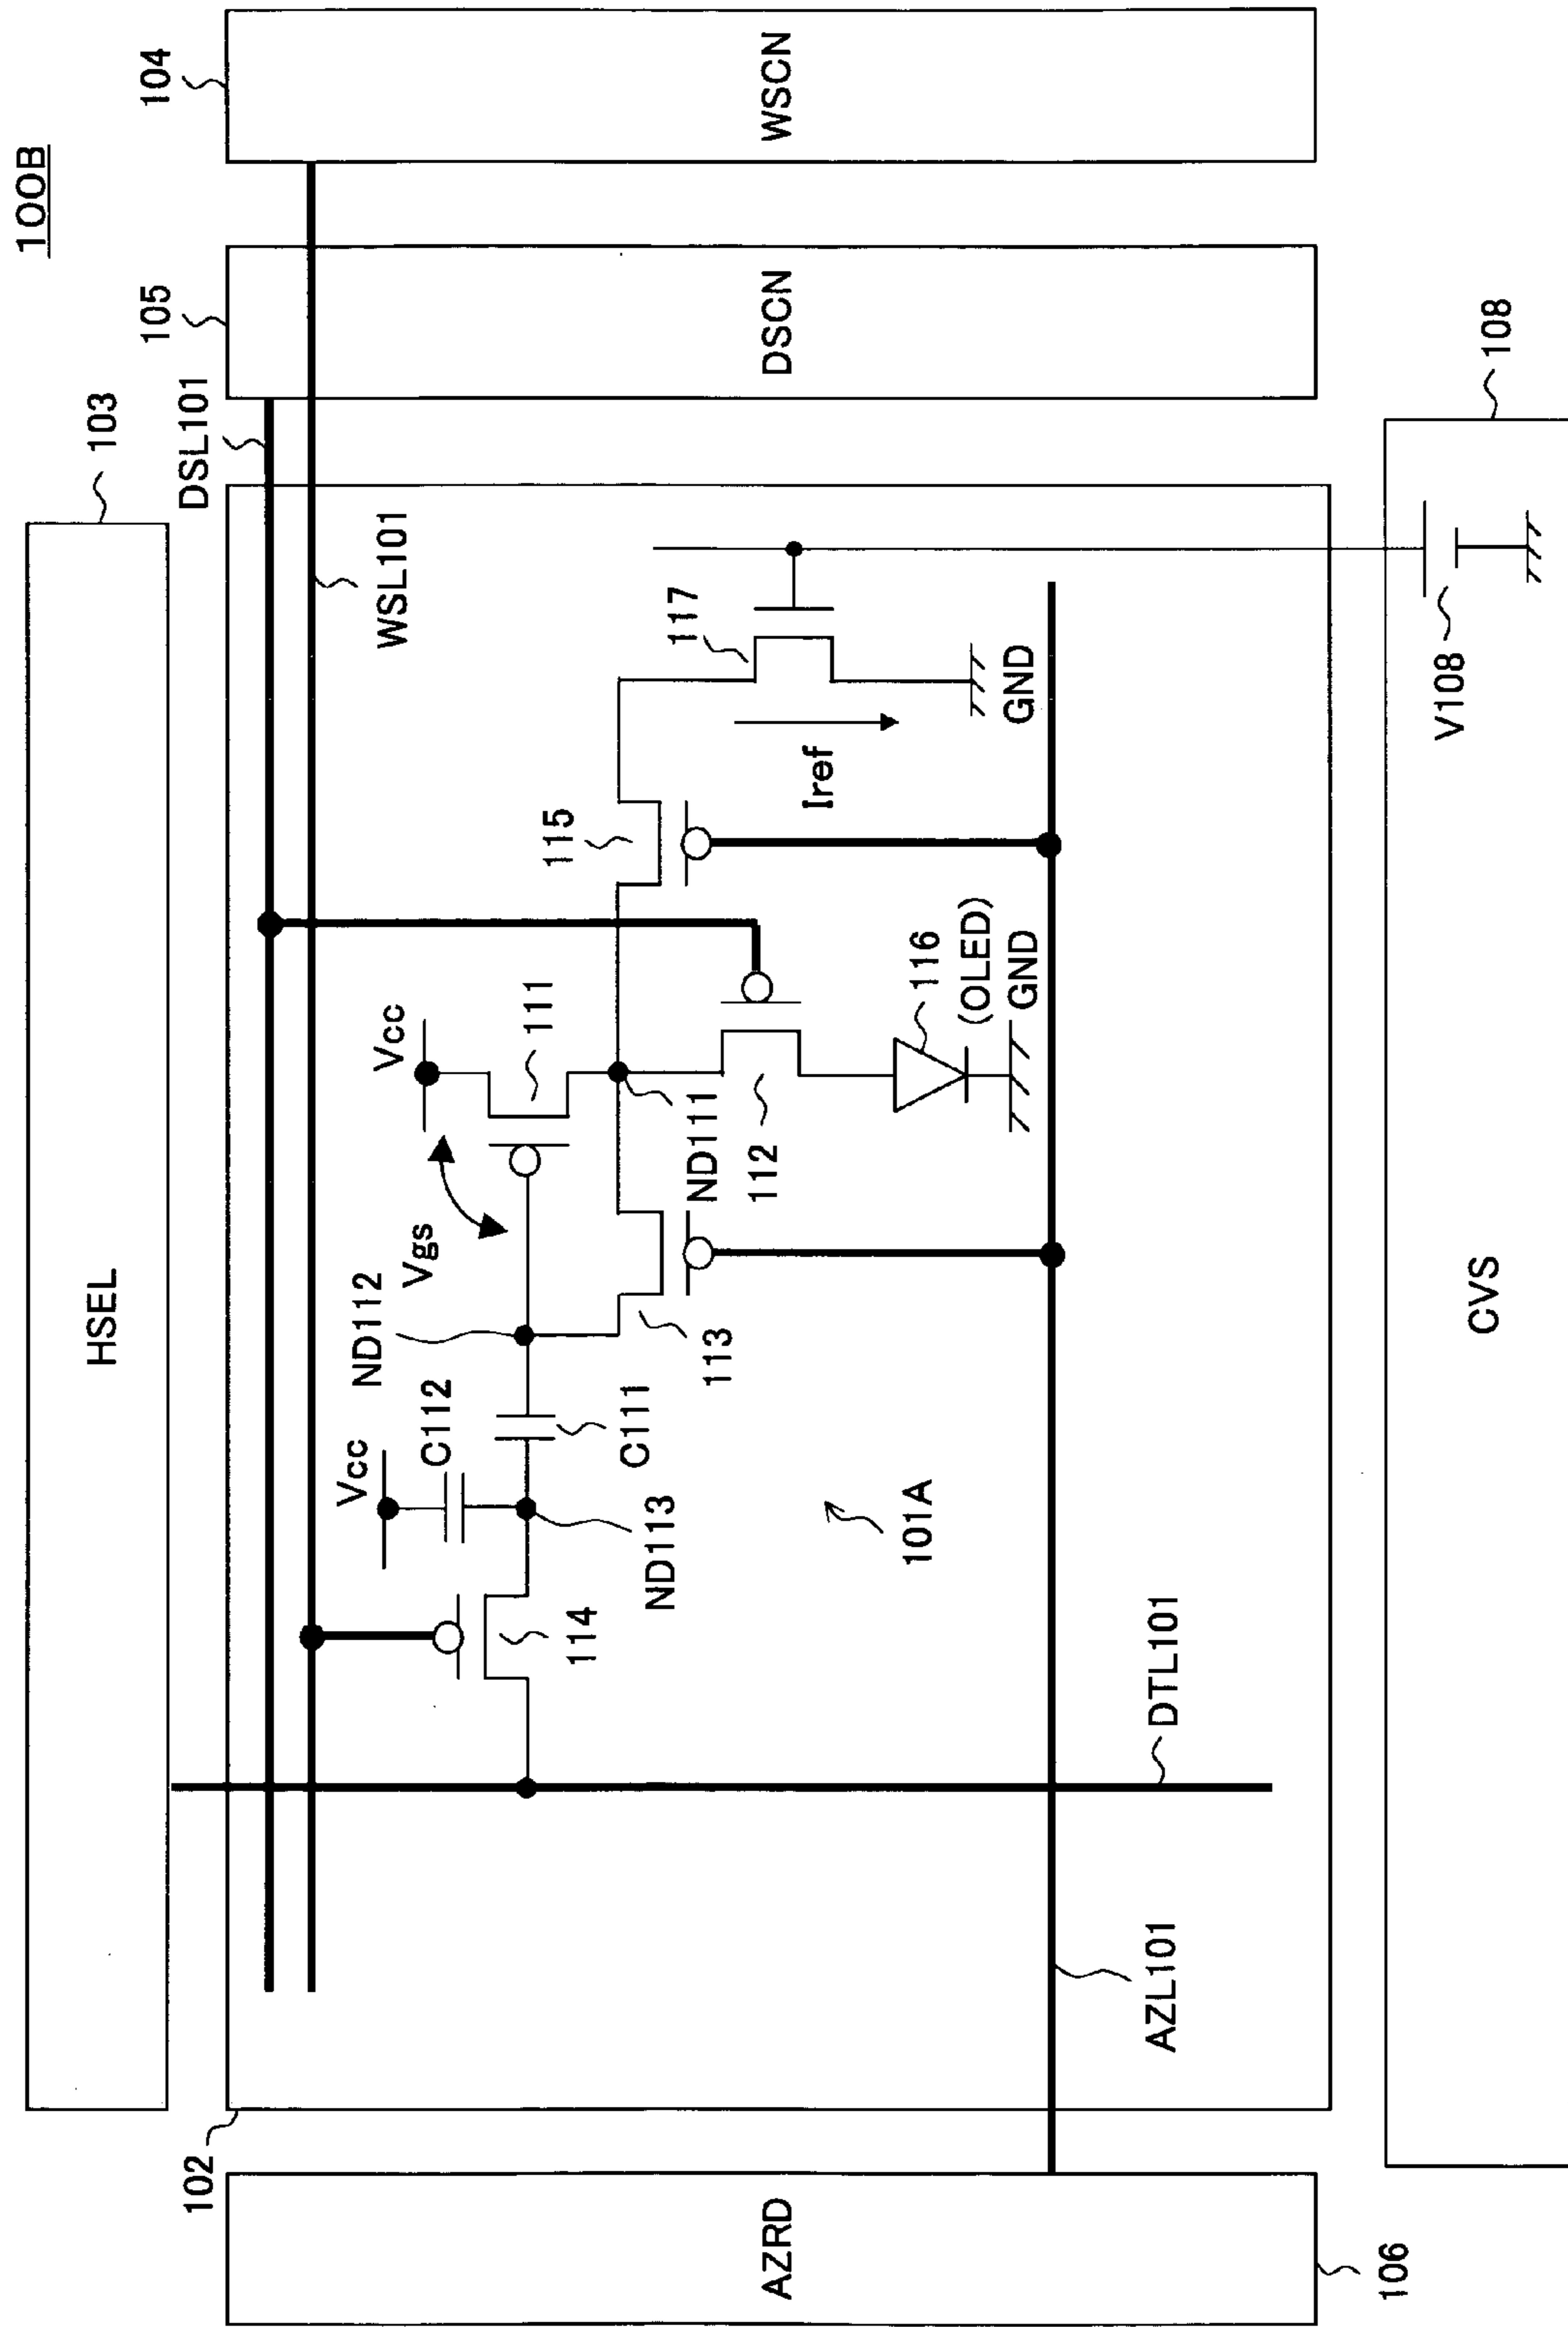 100B
103
HSEL
104
WSCN
105
DSCN
DSL101
WSL101
102
AZRD
106
Vcc
Vcc
C112
ND112
Vgs
111
115
117
Iref
GND
114
ND113
C111
113
ND111
112
116
(OLED)
GND
101A
DTL101
AZL101
V108
108
CVS